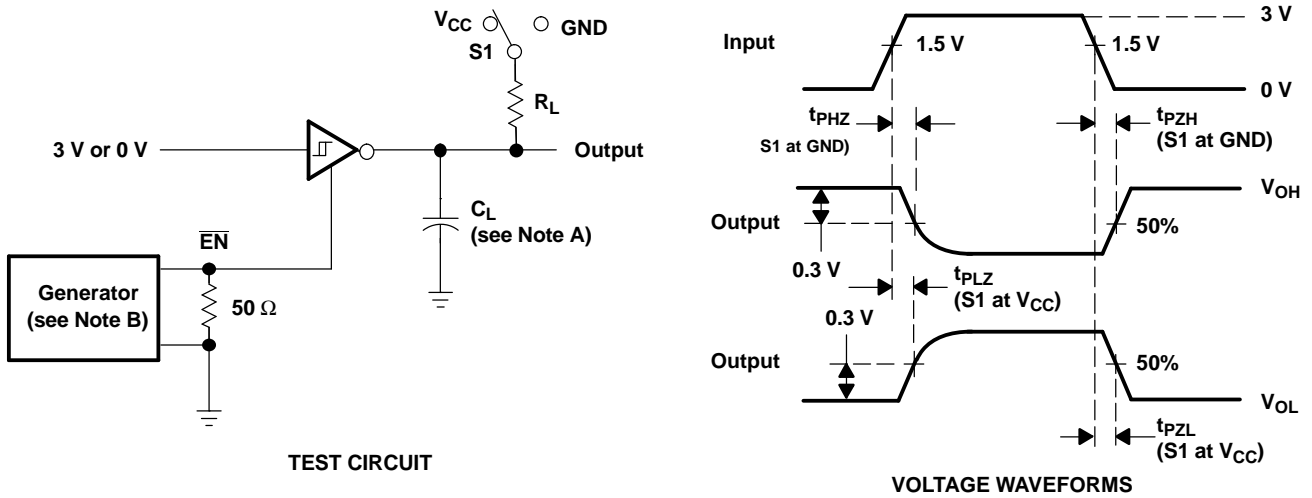 VCC
GND
S1
RL
3 V or 0 V
Output
CL
(see Note A)
EN
Generator
(see Note B)
50 Ω
TEST CIRCUIT
Input
3 V
1.5 V
1.5 V
0 V
tPHZ
S1 at GND)
tPZH
(S1 at GND)
VOH
Output
50%
0.3 V
tPLZ
(S1 at VCC)
0.3 V
Output
50%
VOL
tPZL
(S1 at VCC)
VOLTAGE WAVEFORMS